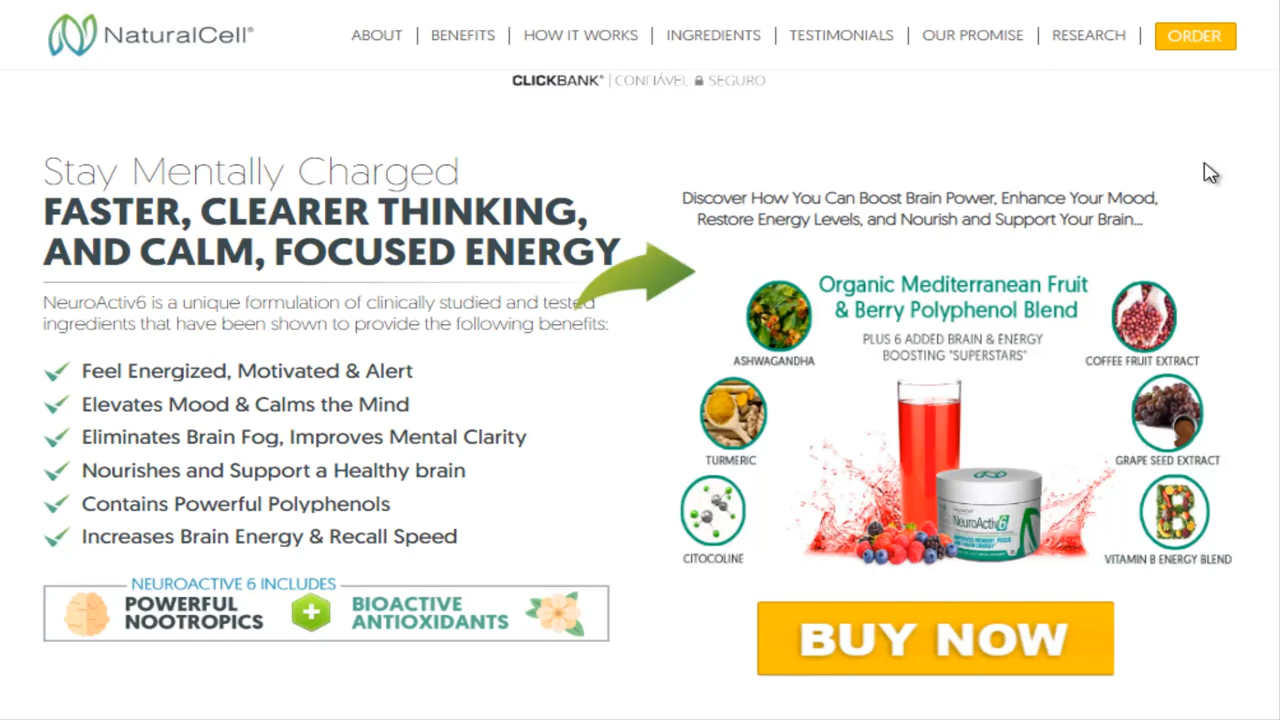 NaturalCell®
ABOUT | BENEFITS | HOW IT WORKS | INGREDIENTS | TESTIMONIALS | OUR PROMISE | RESEARCH | ORDER
CLICKBANK® | CONFIÁVEL SEGURO
Stay Mentally Charged
FASTER, CLEARER THINKING,
AND CALM, FOCUSED ENERGY
NeuroActiv6 is a unique formulation of clinically studied and tested
ingredients that have been shown to provide the following benefits:
Feel Energized, Motivated & Alert
Elevates Mood & Calms the Mind
Eliminates Brain Fog, Improves Mental Clarity
Nourishes and Support a Healthy brain
Contains Powerful Polyphenols
Increases Brain Energy & Recall Speed
NEUROACTIVE 6 INCLUDES
POWERFUL
NOOTROPICS
BIOACTIVE
ANTIOXIDANTS
Discover How You Can Boost Brain Power, Enhance Your Mood,
Restore Energy Levels, and Nourish and Support Your Brain...
Organic Mediterranean Fruit
& Berry Polyphenol Blend
PLUS 6 ADDED BRAIN & ENERGY
BOOSTING "SUPERSTARS"
ASHWAGANDHA
COFFEE FRUIT EXTRACT
TURMERIC
GRAPE SEED EXTRACT
CITOCOLINE
VITAMIN B ENERGY BLEND
B
NeuroActiv6
BUY NOW